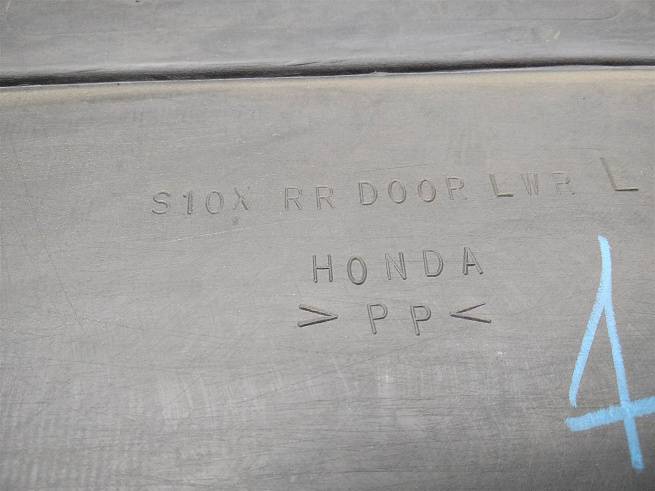 S10X RR DOOR LWR L
HONDA
>PP<
4